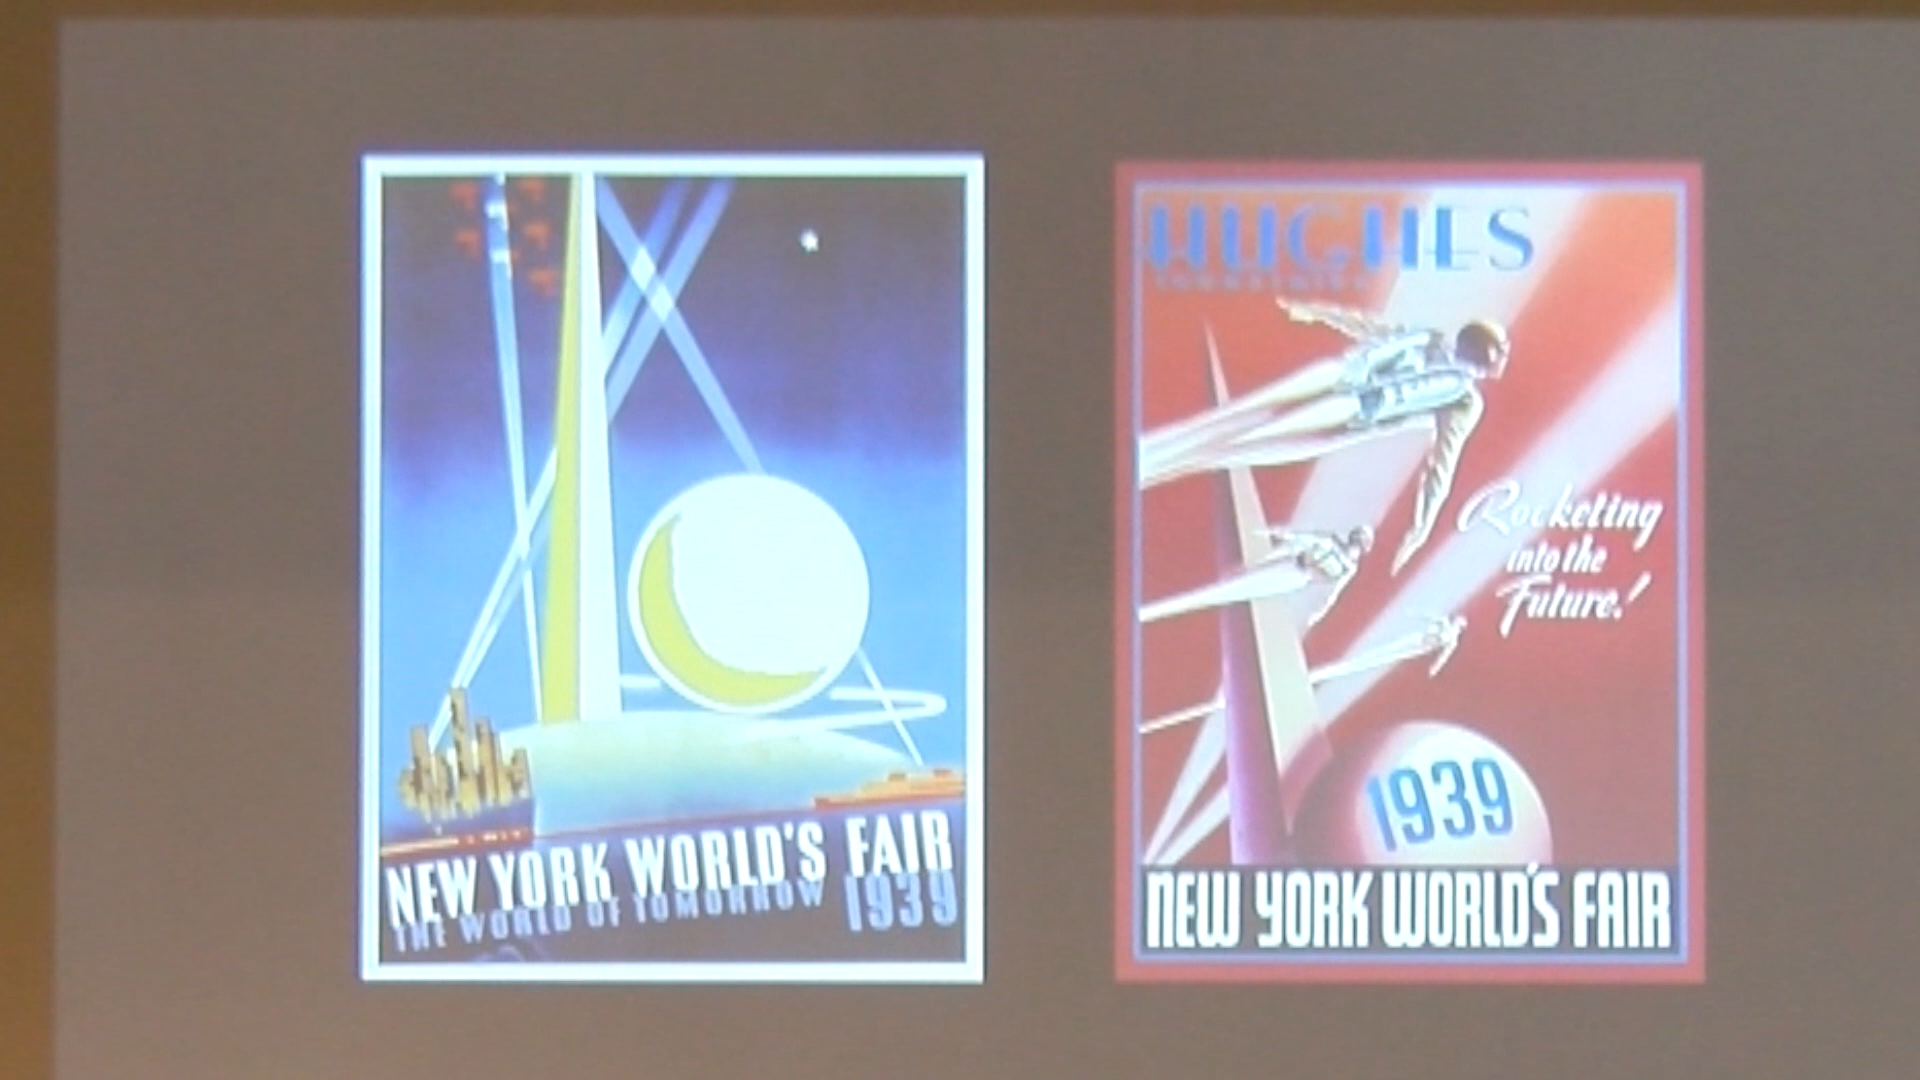 NEW YORK WORLD'S FAIR
THE WORLD OF TOMORROW 1939
HUGHES
Rocketing
into the
Future!
1939
NEW YORK WORLD'S FAIR